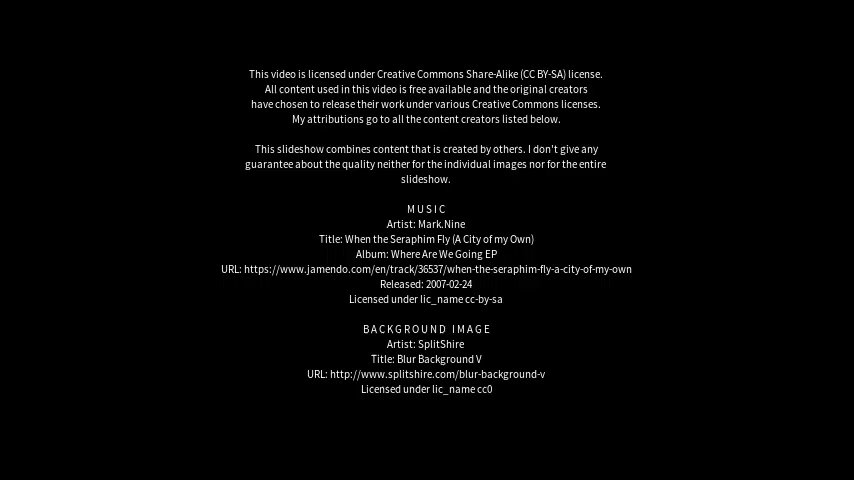 This video is licensed under Creative Commons Share-Alike (CC BY-SA) license.
All content used in this video is free available and the original creators
have chosen to release their work under various Creative Commons licenses.
My attributions go to all the content creators listed below.
This slideshow combines content that is created by others. I don't give any
guarantee about the quality neither for the individual images nor for the entire
slideshow.
MUSIC
Artist: Mark.Nine
Title: When the Seraphim Fly (A City of my Own)
Album: Where Are We Going EP
URL: https://www.jamendo.com/en/track/36537/when-the-seraphim-fly-a-city-of-my-own
Released: 2007-02-24
Licensed under lic_name cc-by-sa
BACKGROUND IMAGE
Artist: SplitShire
Title: Blur Background V
URL: http://www.splitshire.com/blur-background-v
Licensed under lic_name cc0